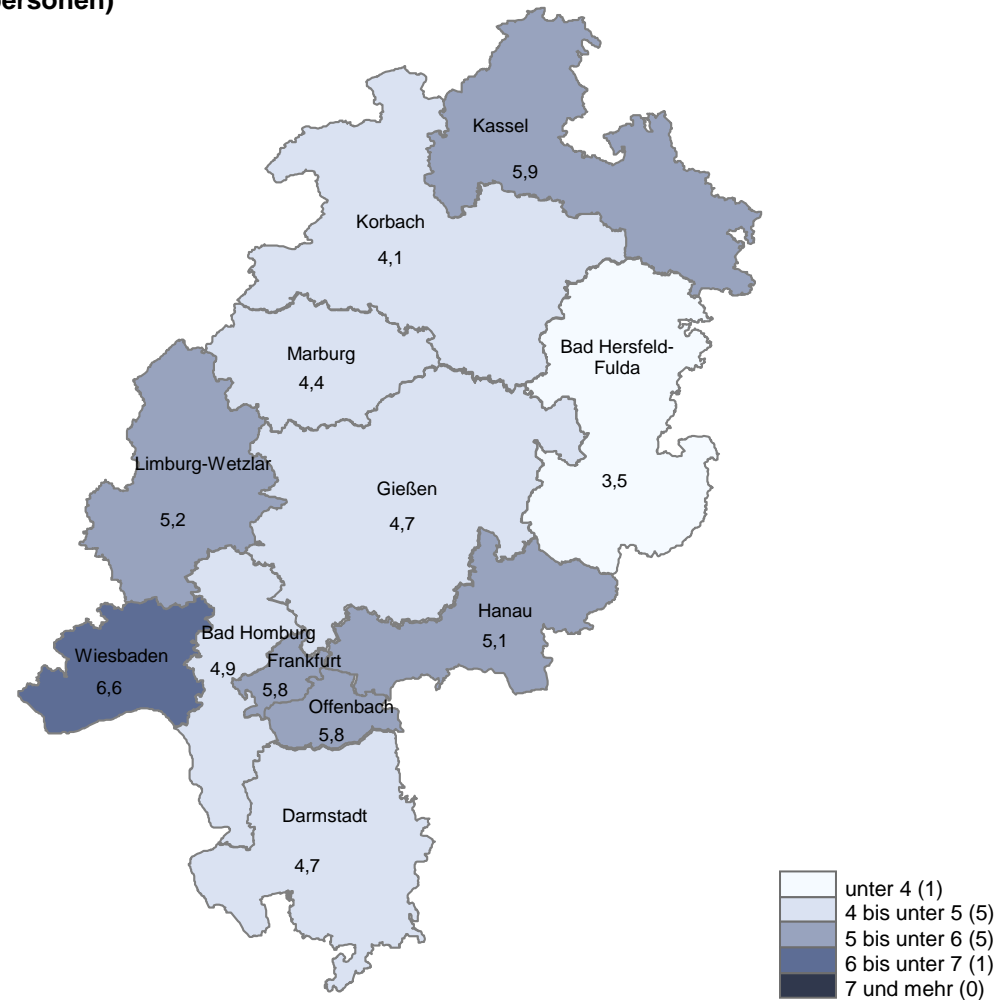 personen)
Kassel
5,9
Korbach
4,1
Bad Hersfeld-
Fulda
3,5
Marburg
4,4
Limburg-Wetzlar
5,2
Gießen
4,7
Hanau
5,1
Bad Homburg
4,9
Wiesbaden
6,6
Frankfurt
5,8
Offenbach
5,8
Darmstadt
4,7
unter 4 (1)
4 bis unter 5 (5)
5 bis unter 6 (5)
6 bis unter 7 (1)
7 und mehr (0)